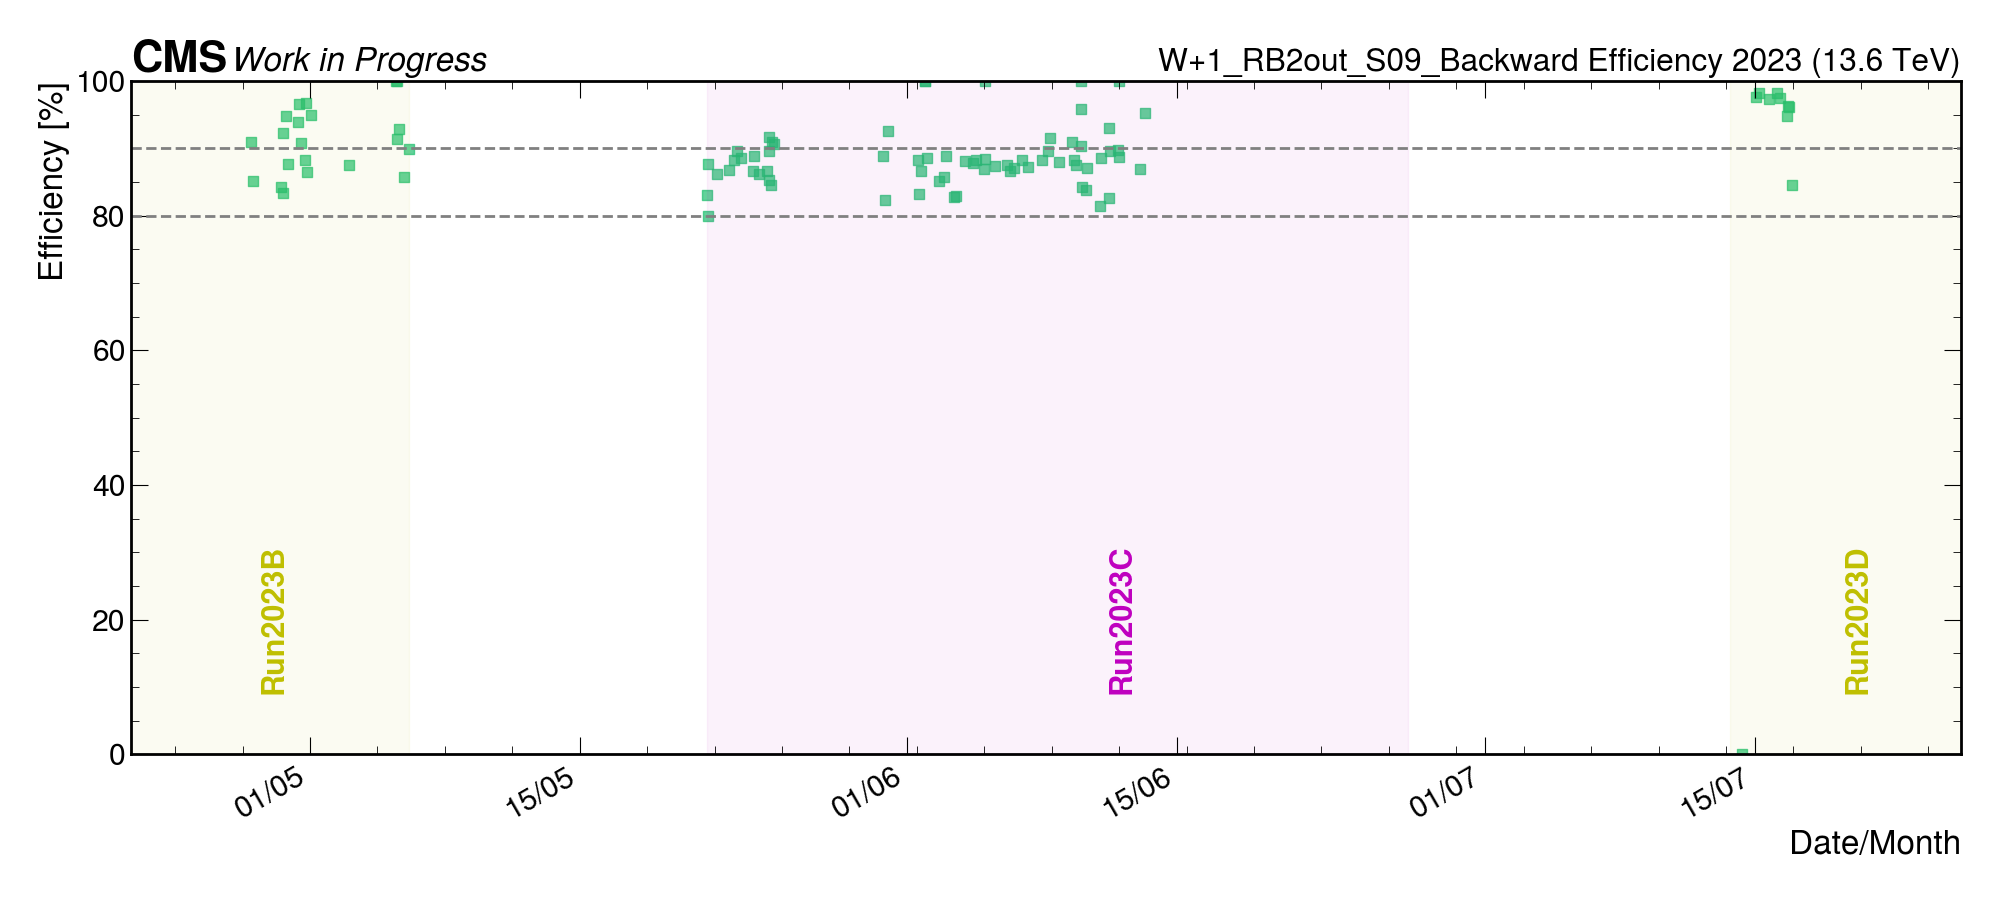 CMS Work in Progress
W+1_RB2out_S09_Backward Efficiency 2023 (13.6 TeV)
Efficiency [%]
100
80
60
40
20
0
Run2023B
Run2023C
Run2023D
01/05
15/05
01/06
15/06
01/07
15/07
Date/Month